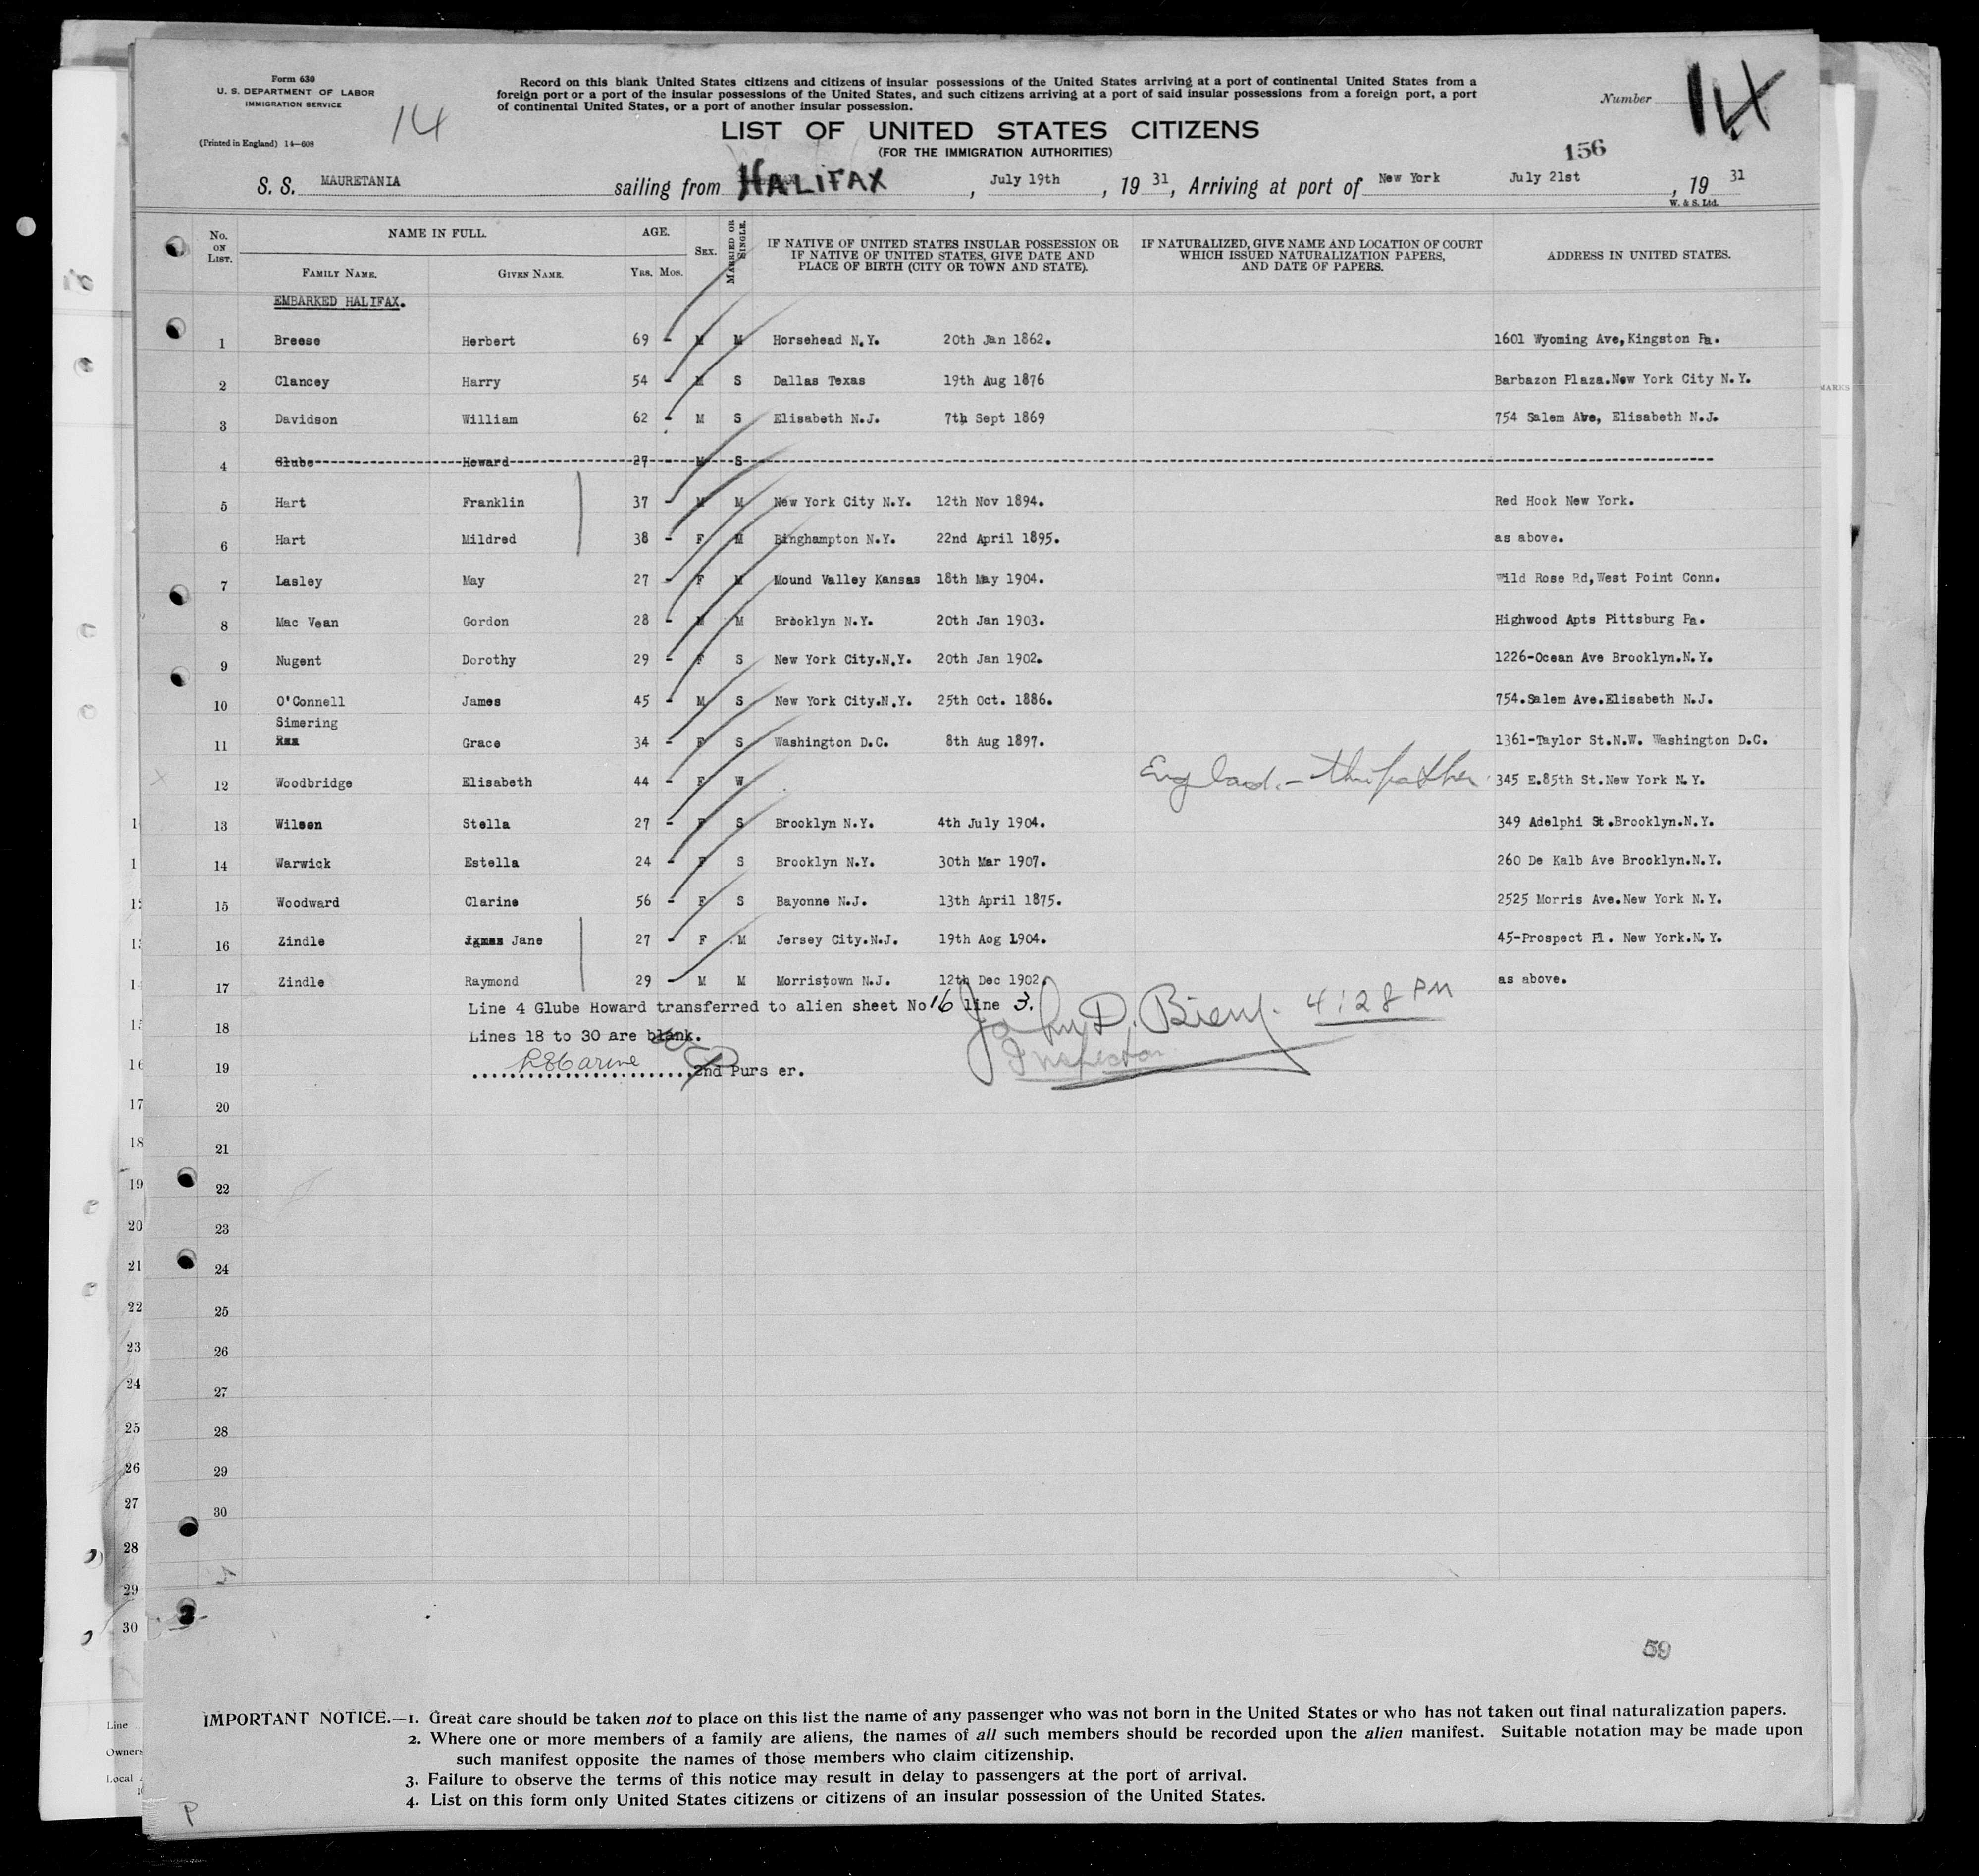 Form 630
U. S. DEPARTMENT OF LABOR
IMMIGRATION SERVICE
(Printed in England) 14—608
14
Record on this blank United States citizens and citizens of insular possessions of the United States arriving at a port of continental United States from a
foreign port or a port of the insular possessions of the United States, and such citizens arriving at a port of said insular possessions from a foreign port, a port
of continental United States, or a port of another insular possession.
Number 14
LIST OF UNITED STATES CITIZENS
(FOR THE IMMIGRATION AUTHORITIES)
156
S. S. MAURETANIA sailing from HALIFAX, July 19th, 19 31, Arriving at port of New York July 21st, 19 31
W. & S. Ltd.
No. ON LIST. NAME IN FULL. FAMILY NAME. GIVEN NAME. AGE. YRS. MOS. SEX. MARRIED OR SINGLE. IF NATIVE OF UNITED STATES INSULAR POSSESSION OR IF NATIVE OF UNITED STATES, GIVE DATE AND PLACE OF BIRTH (CITY OR TOWN AND STATE). IF NATURALIZED, GIVE NAME AND LOCATION OF COURT WHICH ISSUED NATURALIZATION PAPERS, AND DATE OF PAPERS. ADDRESS IN UNITED STATES.
EMBARKED HALIFAX.
1 Breese Herbert 69 - M M Horsehead N.Y. 20th Jan 1862. 1601 Wyoming Ave,Kingston Pa.
2 Clancey Harry 54 - M S Dallas Texas 19th Aug 1876 Barbazon Plaza.New York City N.Y.
3 Davidson William 62 - M S Elisabeth N.J. 7th Sept 1869 754 Salem Ave, Elisabeth N.J.
4 Glube Howard 27 - M S
5 Hart Franklin 37 - M M New York City N.Y. 12th Nov 1894. Red Hook New York.
6 Hart Mildred 38 - F M Binghampton N.Y. 22nd April 1895. as above.
7 Lasley May 27 - F M Mound Valley Kansas 18th May 1904. Wild Rose Rd,West Point Conn.
8 Mac Vean Gordon 28 - M M Brooklyn N.Y. 20th Jan 1903. Highwood Apts Pittsburg Pa.
9 Nugent Dorothy 29 - F S New York City.N.Y. 20th Jan 1902. 1226-Ocean Ave Brooklyn.N.Y.
10 O'Connell James 45 - M S New York City.N.Y. 25th Oct. 1886. 754.Salem Ave.Elisabeth N.J.
Simering
11 Grace 34 - F S Washington D.C. 8th Aug 1897. 1361-Taylor St.N.W. Washington D.C.
12 Woodbridge Elisabeth 44 - F W England. - thru father 345 E.85th St.New York N.Y.
13 Wilson Stella 27 - F S Brooklyn N.Y. 4th July 1904. 349 Adelphi St.Brooklyn.N.Y.
14 Warwick Estella 24 - F S Brooklyn N.Y. 30th Mar 1907. 260 De Kalb Ave Brooklyn.N.Y.
15 Woodward Clarine 56 - F S Bayonne N.J. 13th April 1875. 2525 Morris Ave.New York N.Y.
16 Zindle Jane 27 - F M Jersey City.N.J. 19th Aog 1904. 45-Prospect Pl. New York.N.Y.
17 Zindle Raymond 29 - M M Morristown N.J. 12th Dec 1902. as above.
Line 4 Glube Howard transferred to alien sheet No 16 line 3.
4:28 PM
18 Lines 18 to 30 are blank.
John D.
Inspector
19 2nd Purs er.
20
21
22
23
24
25
26
27
28
29
30
59
IMPORTANT NOTICE.—1. Great care should be taken not to place on this list the name of any passenger who was not born in the United States or who has not taken out final naturalization papers.
2. Where one or more members of a family are aliens, the names of all such members should be recorded upon the alien manifest. Suitable notation may be made upon
such manifest opposite the names of those members who claim citizenship.
3. Failure to observe the terms of this notice may result in delay to passengers at the port of arrival.
4. List on this form only United States citizens or citizens of an insular possession of the United States.
P